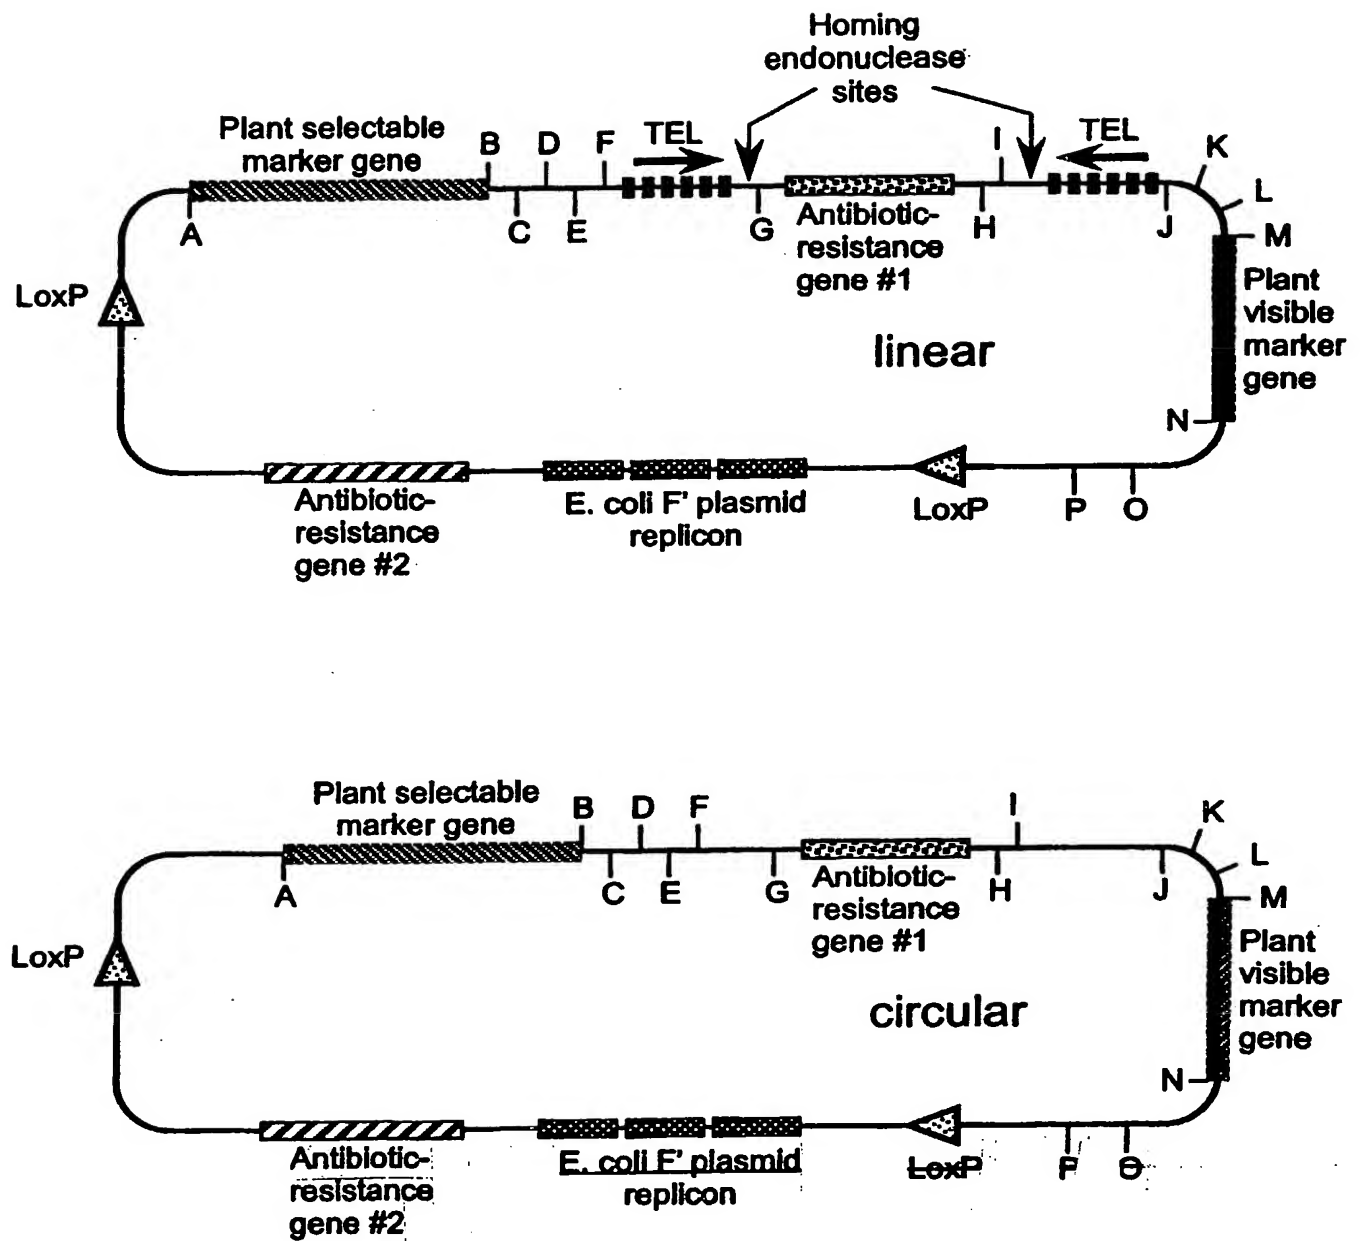 Homing
endonuclease
sites
Plant selectable
marker gene
B
D
F
TEL
I
TEL
K
L
M
A
C
E
G
Antibiotic-
resistance
gene #1
H
J
Plant
visible
marker
gene
LoxP
linear
N
Antibiotic-
resistance
gene #2
E. coli F' plasmid
replicon
LoxP
P
O
Plant selectable
marker gene
B
D
F
I
K
L
M
A
C
E
G
Antibiotic-
resistance
gene #1
H
J
Plant
visible
marker
gene
LoxP
circular
N
Antibiotic-
resistance
gene #2
E. coli F' plasmid
replicon
LoxP
P
O